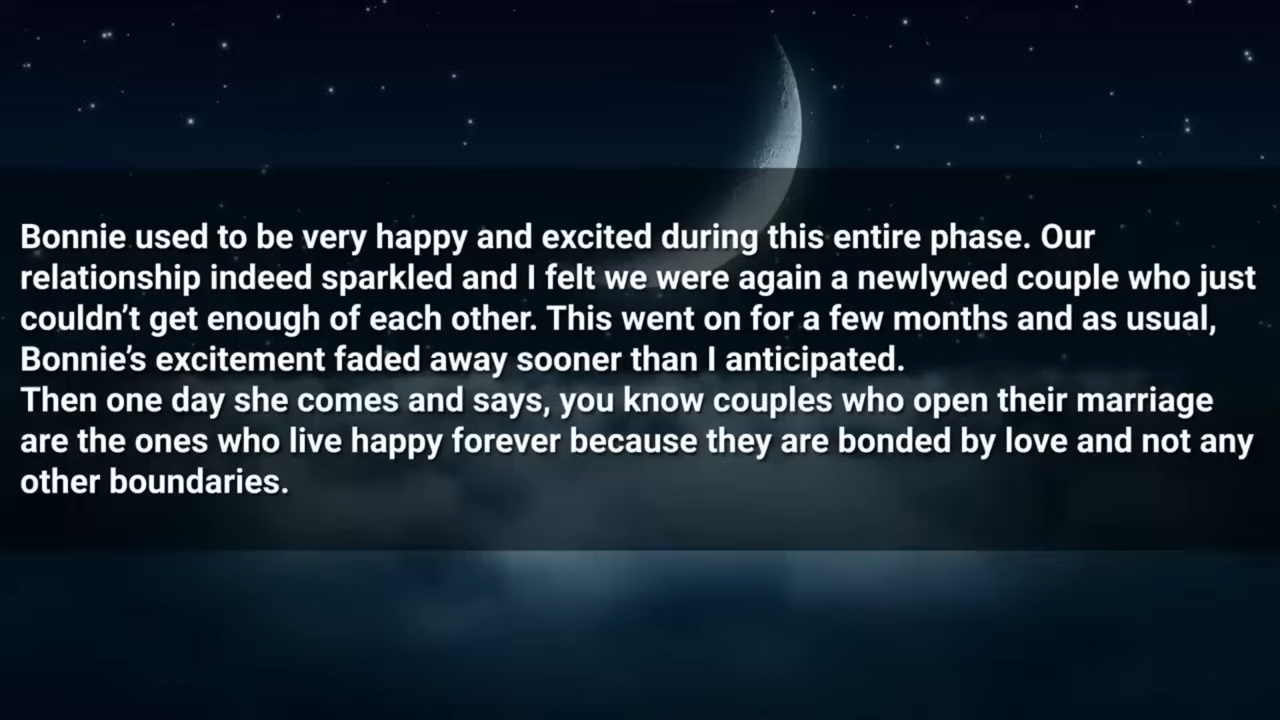 Bonnie used to be very happy and excited during this entire phase. Our
relationship indeed sparkled and I felt we were again a newlywed couple who just
couldn’t get enough of each other. This went on for a few months and as usual,
Bonnie’s excitement faded away sooner than I anticipated.
Then one day she comes and says, you know couples who open their marriage
are the ones who live happy forever because they are bonded by love and not any
other boundaries.